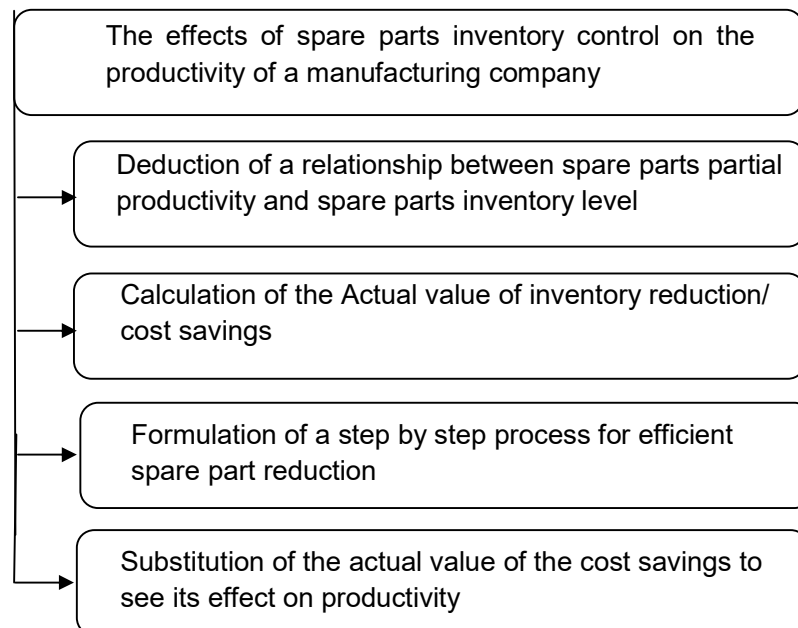 The effects of spare parts inventory control on the
productivity of a manufacturing company
Deduction of a relationship between spare parts partial
productivity and spare parts inventory level
Calculation of the Actual value of inventory reduction/
cost savings
Formulation of a step by step process for efficient
spare part reduction
Substitution of the actual value of the cost savings to
see its effect on productivity